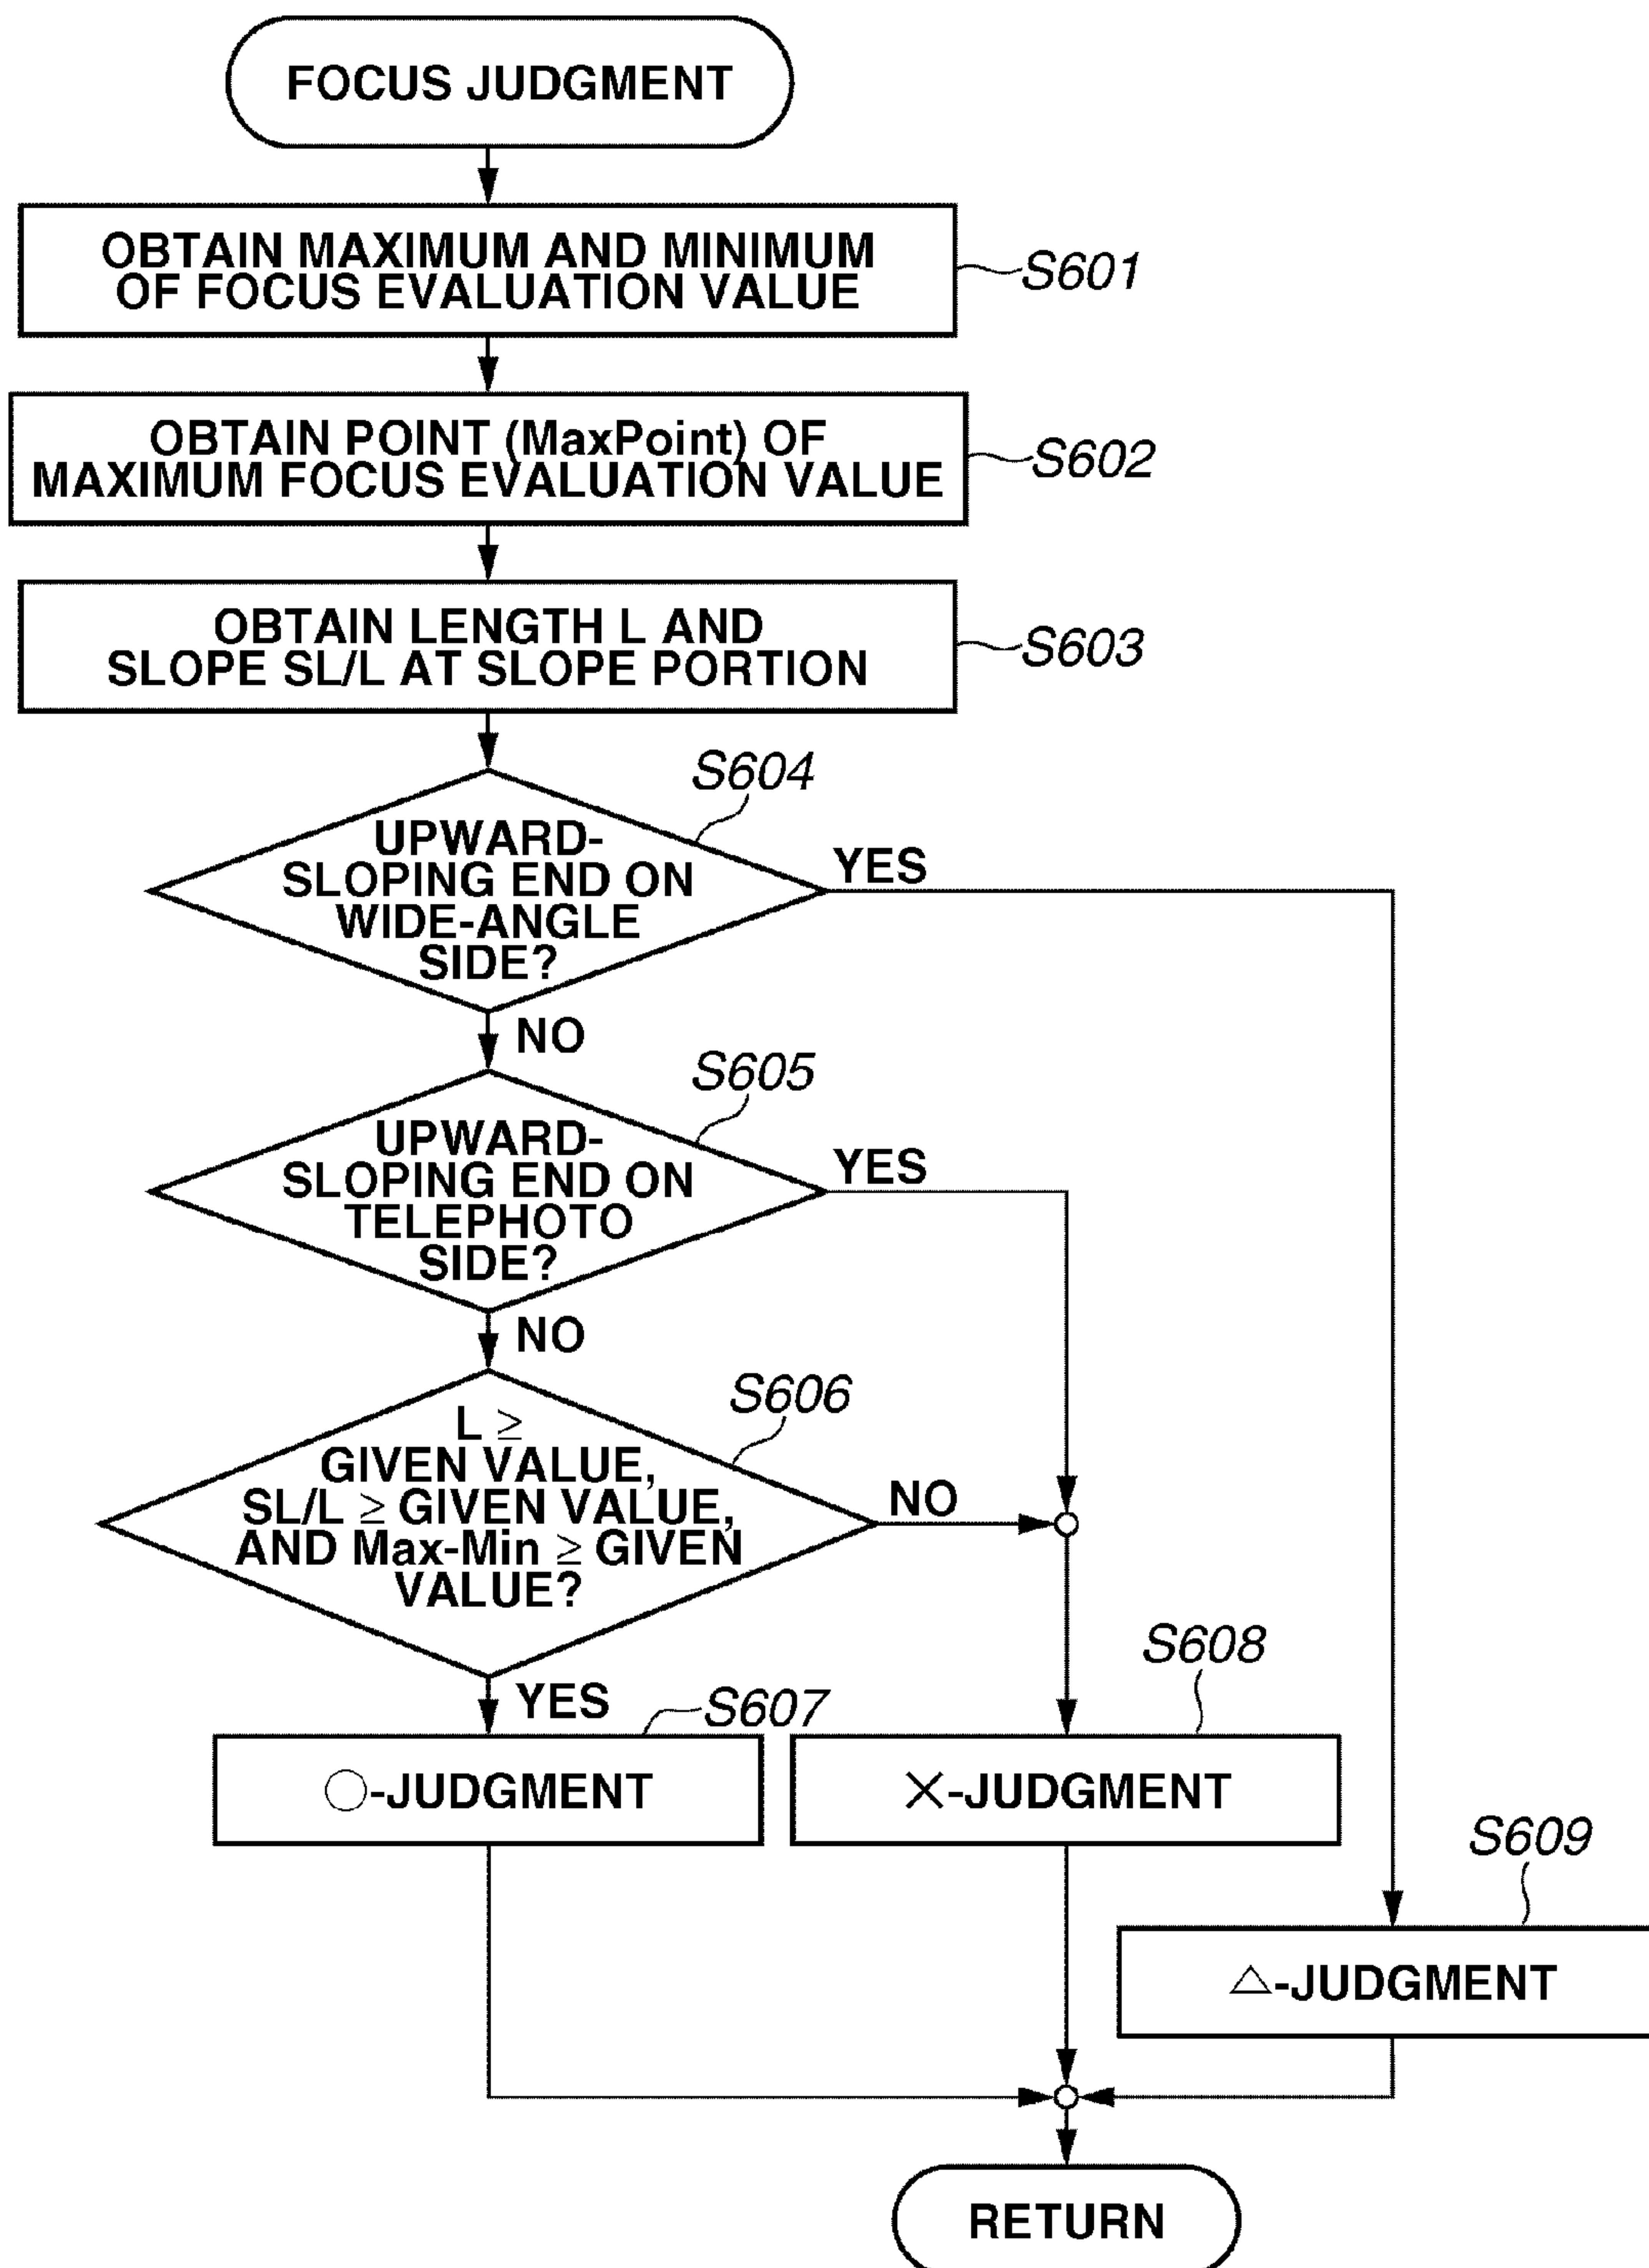 FOCUS JUDGMENT
OBTAIN MAXIMUM AND MINIMUM
OF FOCUS EVALUATION VALUE
S601
OBTAIN POINT (MaxPoint) OF
MAXIMUM FOCUS EVALUATION VALUE
S602
OBTAIN LENGTH L AND
SLOPE SL/L AT SLOPE PORTION
S603
S604
UPWARD-
SLOPING END ON
WIDE-ANGLE
SIDE?
YES
NO
S605
UPWARD-
SLOPING END ON
TELEPHOTO
SIDE?
YES
NO
S606
L ≥
GIVEN VALUE,
SL/L ≥ GIVEN VALUE,
AND Max-Min ≥ GIVEN
VALUE?
NO
YES
S607
○-JUDGMENT
S608
×-JUDGMENT
S609
△-JUDGMENT
RETURN